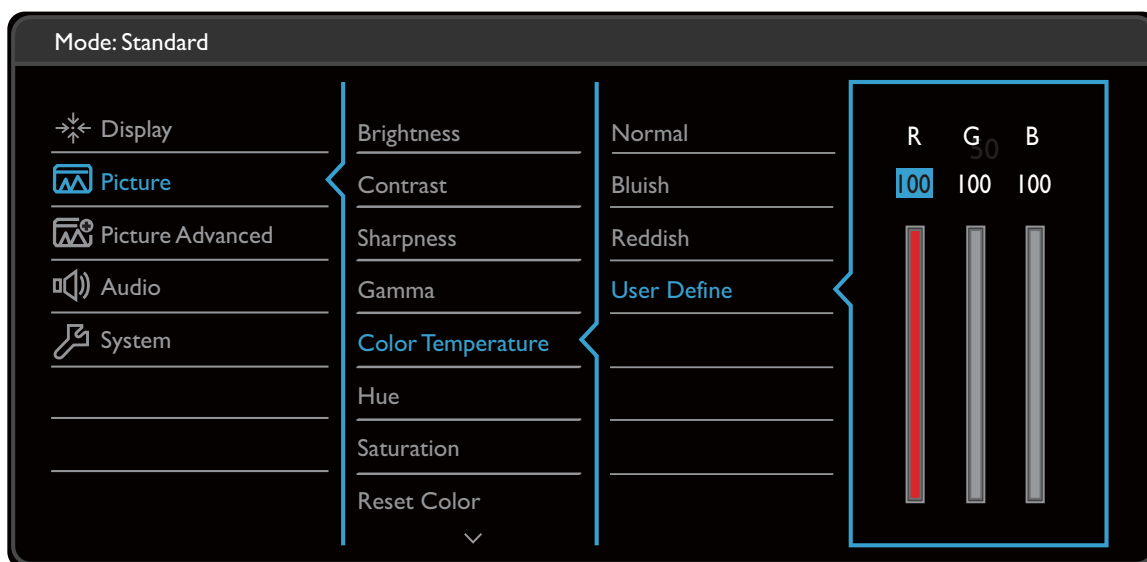 Mode: Standard
Display
Picture
Picture Advanced
Audio
System
Brightness
Contrast
Sharpness
Gamma
Color Temperature
Hue
Saturation
Reset Color
Normal
Bluish
Reddish
User Define
R G B
50
100 100 100